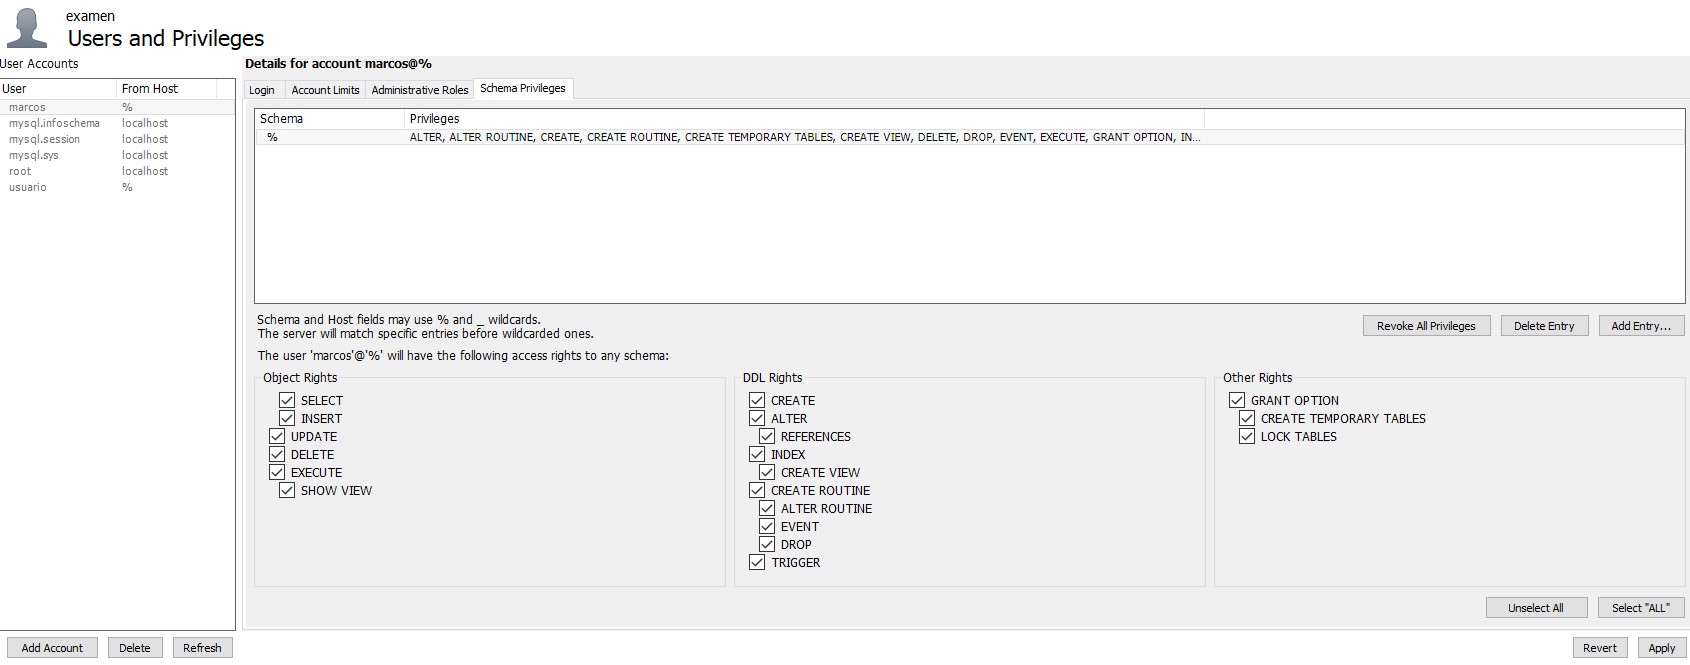 examen
Users and Privileges
User Accounts
User From Host
marcos %
mysql.infoschema localhost
mysql.session localhost
mysql.sys localhost
root localhost
usuario %
Add Account Delete Refresh
Details for account marcos@%
Login Account Limits Administrative Roles Schema Privileges
Schema Privileges
% ALTER, ALTER ROUTINE, CREATE, CREATE ROUTINE, CREATE TEMPORARY TABLES, CREATE VIEW, DELETE, DROP, EVENT, EXECUTE, GRANT OPTION, IN...
Schema and Host fields may use % and _ wildcards.
The server will match specific entries before wildcarded ones.
Revoke All Privileges Delete Entry Add Entry...
The user 'marcos'@'%' will have the following access rights to any schema:
Object Rights
SELECT
INSERT
UPDATE
DELETE
EXECUTE
SHOW VIEW
DDL Rights
CREATE
ALTER
REFERENCES
INDEX
CREATE VIEW
CREATE ROUTINE
ALTER ROUTINE
EVENT
DROP
TRIGGER
Other Rights
GRANT OPTION
CREATE TEMPORARY TABLES
LOCK TABLES
Unselect All Select "ALL"
Revert Apply